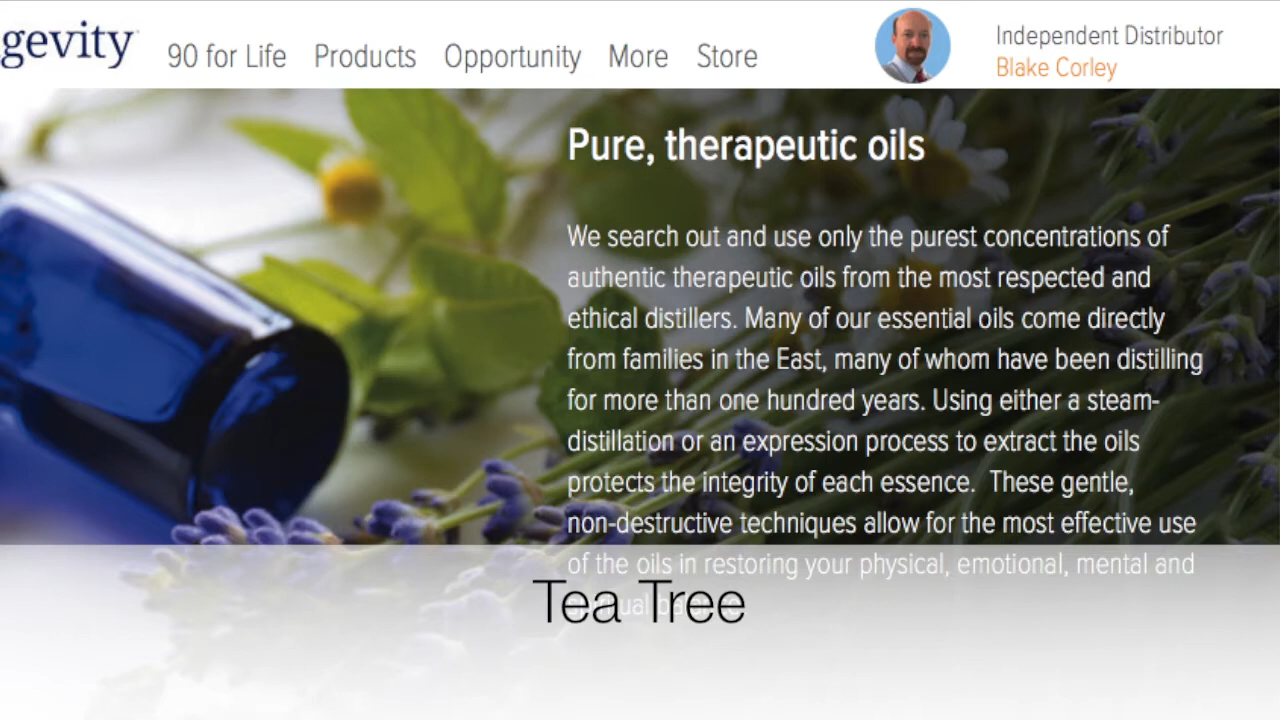 gevity
90 for Life Products Opportunity More Store
Independent Distributor
Blake Corley
Pure, therapeutic oils
We search out and use only the purest concentrations of
authentic therapeutic oils from the most respected and
ethical distillers. Many of our essential oils come directly
from families in the East, many of whom have been distilling
for more than one hundred years. Using either a steam-
distillation or an expression process to extract the oils
protects the integrity of each essence. These gentle,
non-destructive techniques allow for the most effective use
of the oils in restoring your physical, emotional, mental and
Tea Tree